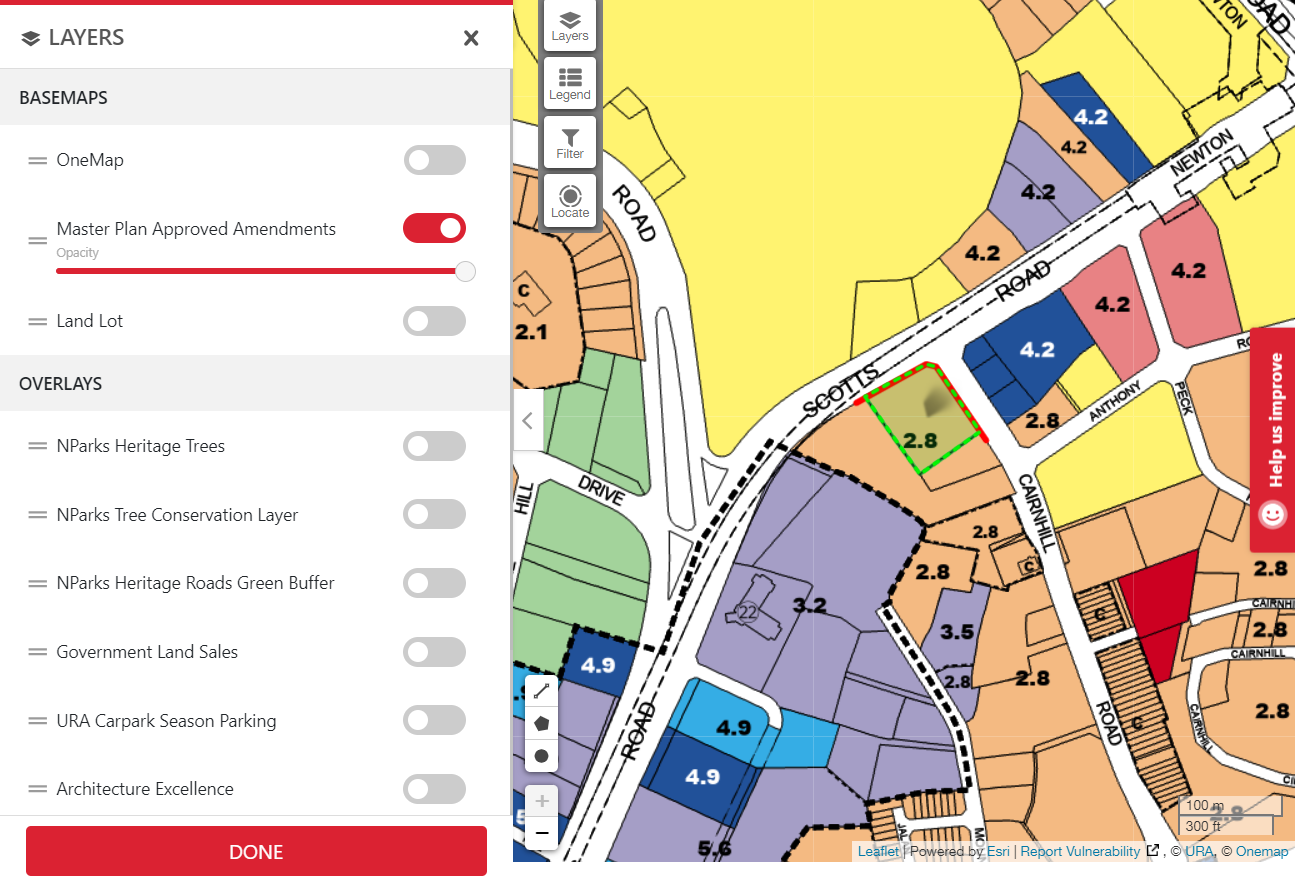 LAYERS
BASEMAPS
OneMap
Master Plan Approved Amendments
Opacity
Land Lot
OVERLAYS
NParks Heritage Trees
NParks Tree Conservation Layer
NParks Heritage Roads Green Buffer
Government Land Sales
URA Carpark Season Parking
Architecture Excellence
DONE
Layers
Legend
Filter
Locate
ROAD
NEWTON
4.2
4.2
NEWTON
4.2
ROAD
4.2
4.2
ROAD
C
4.2
2.1
4.2
SCOTTS
ANTHONY
PECK
2.8
2.8
DRIVE
HILL
CAIRNHILL
2.8
2.8
C
2.8
22
3.2
C
CAIRNHILL
3.5
2.8
CAIRNHILL
4.9
2.8
2.8
ROAD
4.9
ROAD
C
CAIRNHILL
2.8
4.9
5.6
2.8
Help us improve
100 m
300 ft
Leaflet | Powered by Esri | Report Vulnerability , © URA, © Onemap